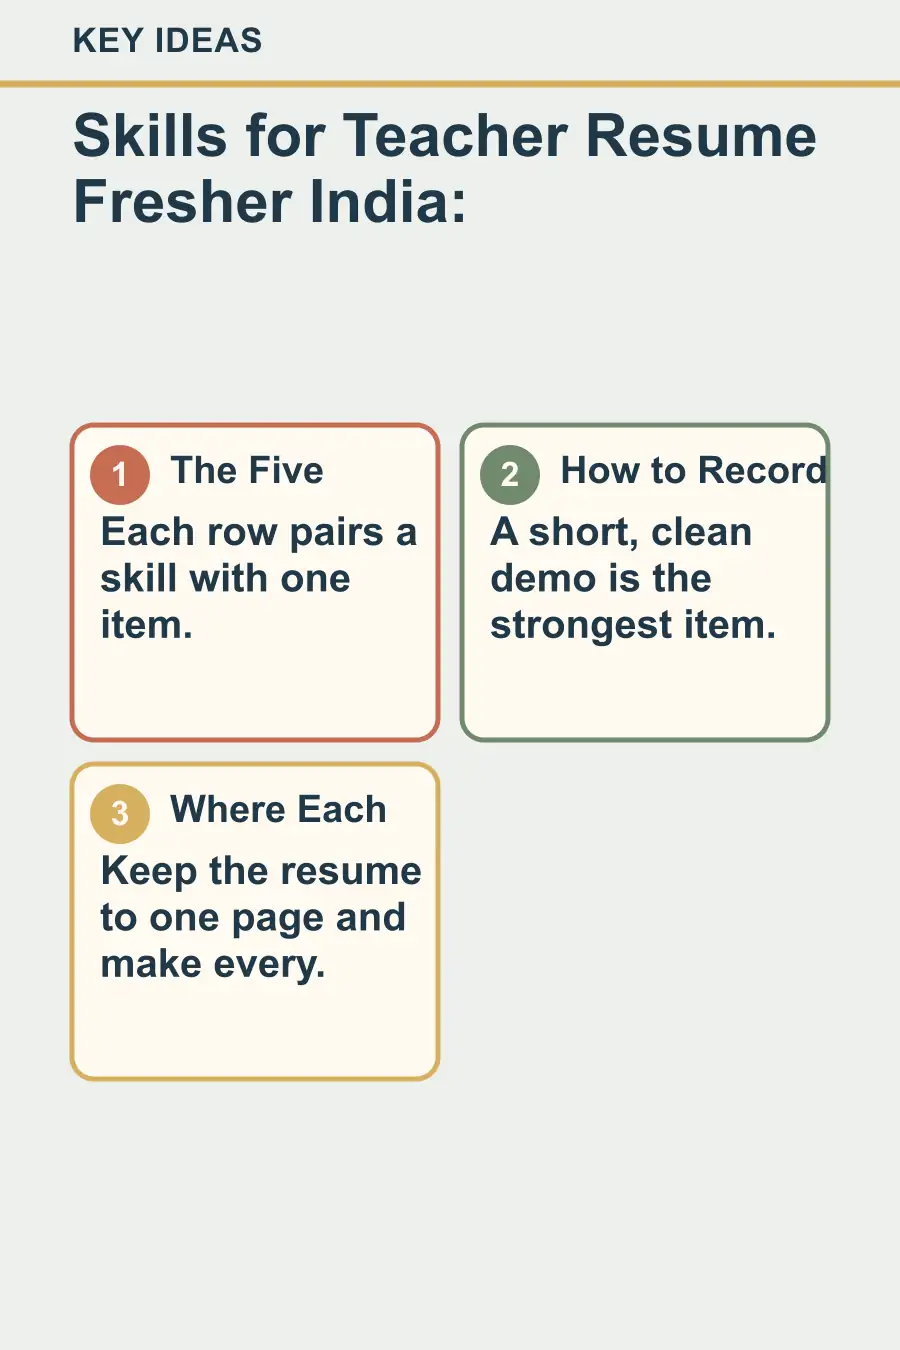 KEY IDEAS
Skills for Teacher Resume
Fresher India:
1 The Five
Each row pairs a
skill with one
item.
2 How to Record
A short, clean
demo is the
strongest item.
3 Where Each
Keep the resume
to one page and
make every.